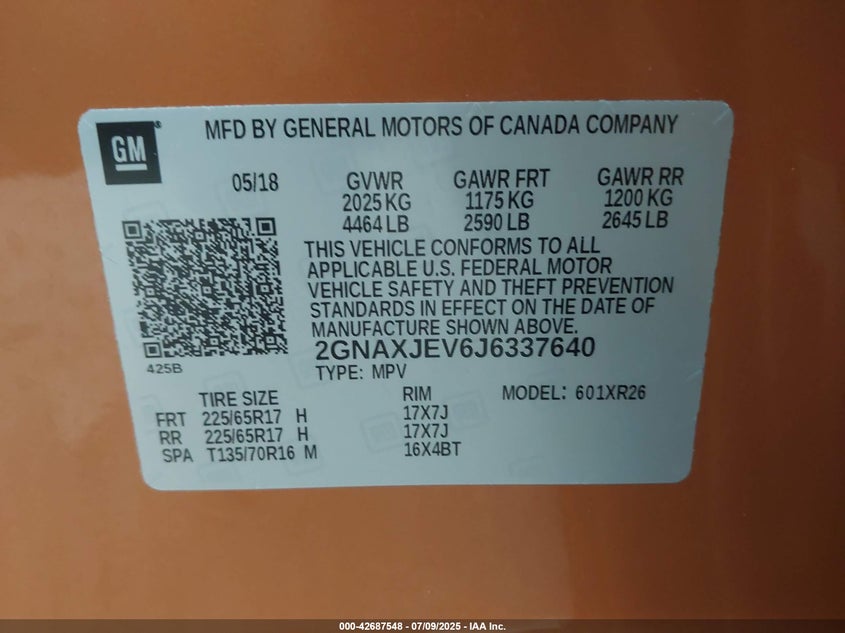 GM
MFD BY GENERAL MOTORS OF CANADA COMPANY
05/18 GVWR GAWR FRT GAWR RR
2025 KG 1175 KG 1200 KG
4464 LB 2590 LB 2645 LB
THIS VEHICLE CONFORMS TO ALL
APPLICABLE U.S. FEDERAL MOTOR
VEHICLE SAFETY AND THEFT PREVENTION
STANDARDS IN EFFECT ON THE DATE OF
MANUFACTURE SHOWN ABOVE.
2GNAXJEV6J6337640
425B
TYPE: MPV
TIRE SIZE RIM MODEL: 601XR26
FRT 225/65R17 H 17X7J
RR 225/65R17 H 17X7J
SPA T135/70R16 M 16X4BT
000-42687548 - 07/09/2025 - IAA Inc.